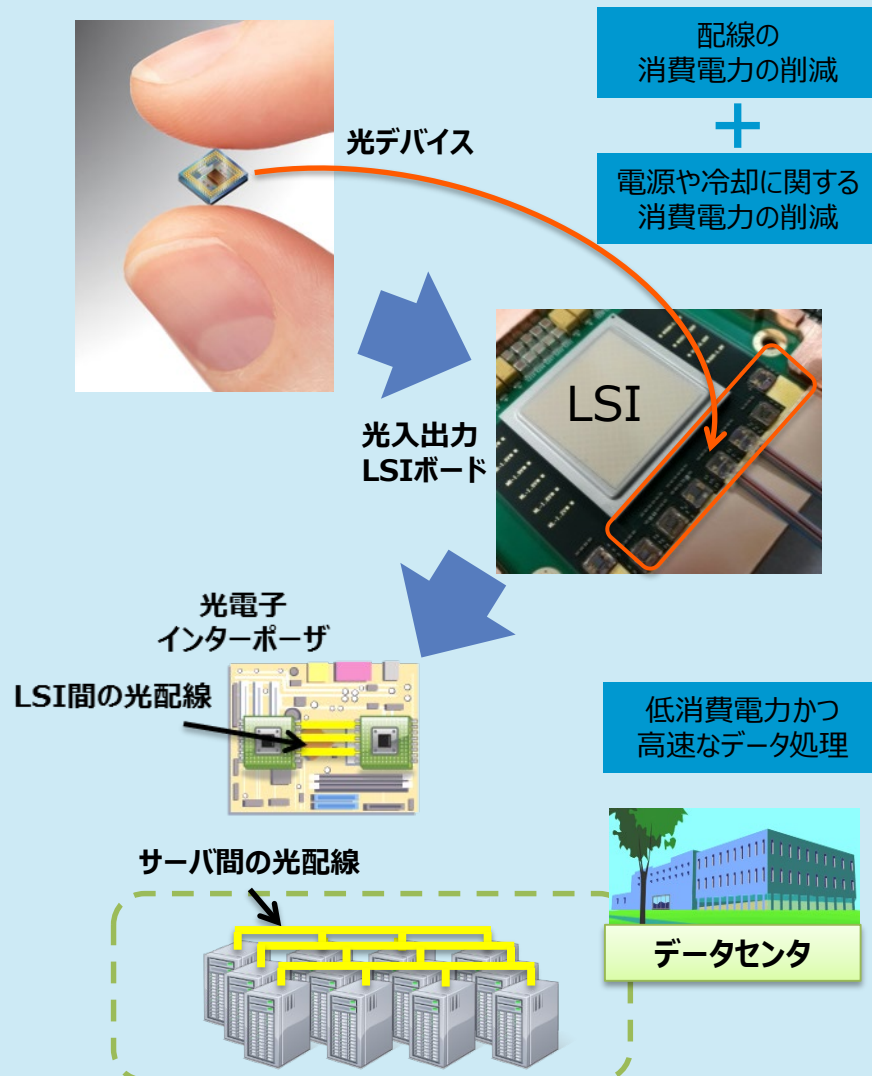 配線の
消費電力の削減
+
電源や冷却に関する
消費電力の削減
光デバイス
LSI
光入出力
LSIボード
光電子
インターポーザ
LSI間の光配線
低消費電力かつ
高速なデータ処理
サーバ間の光配線
データセンタ